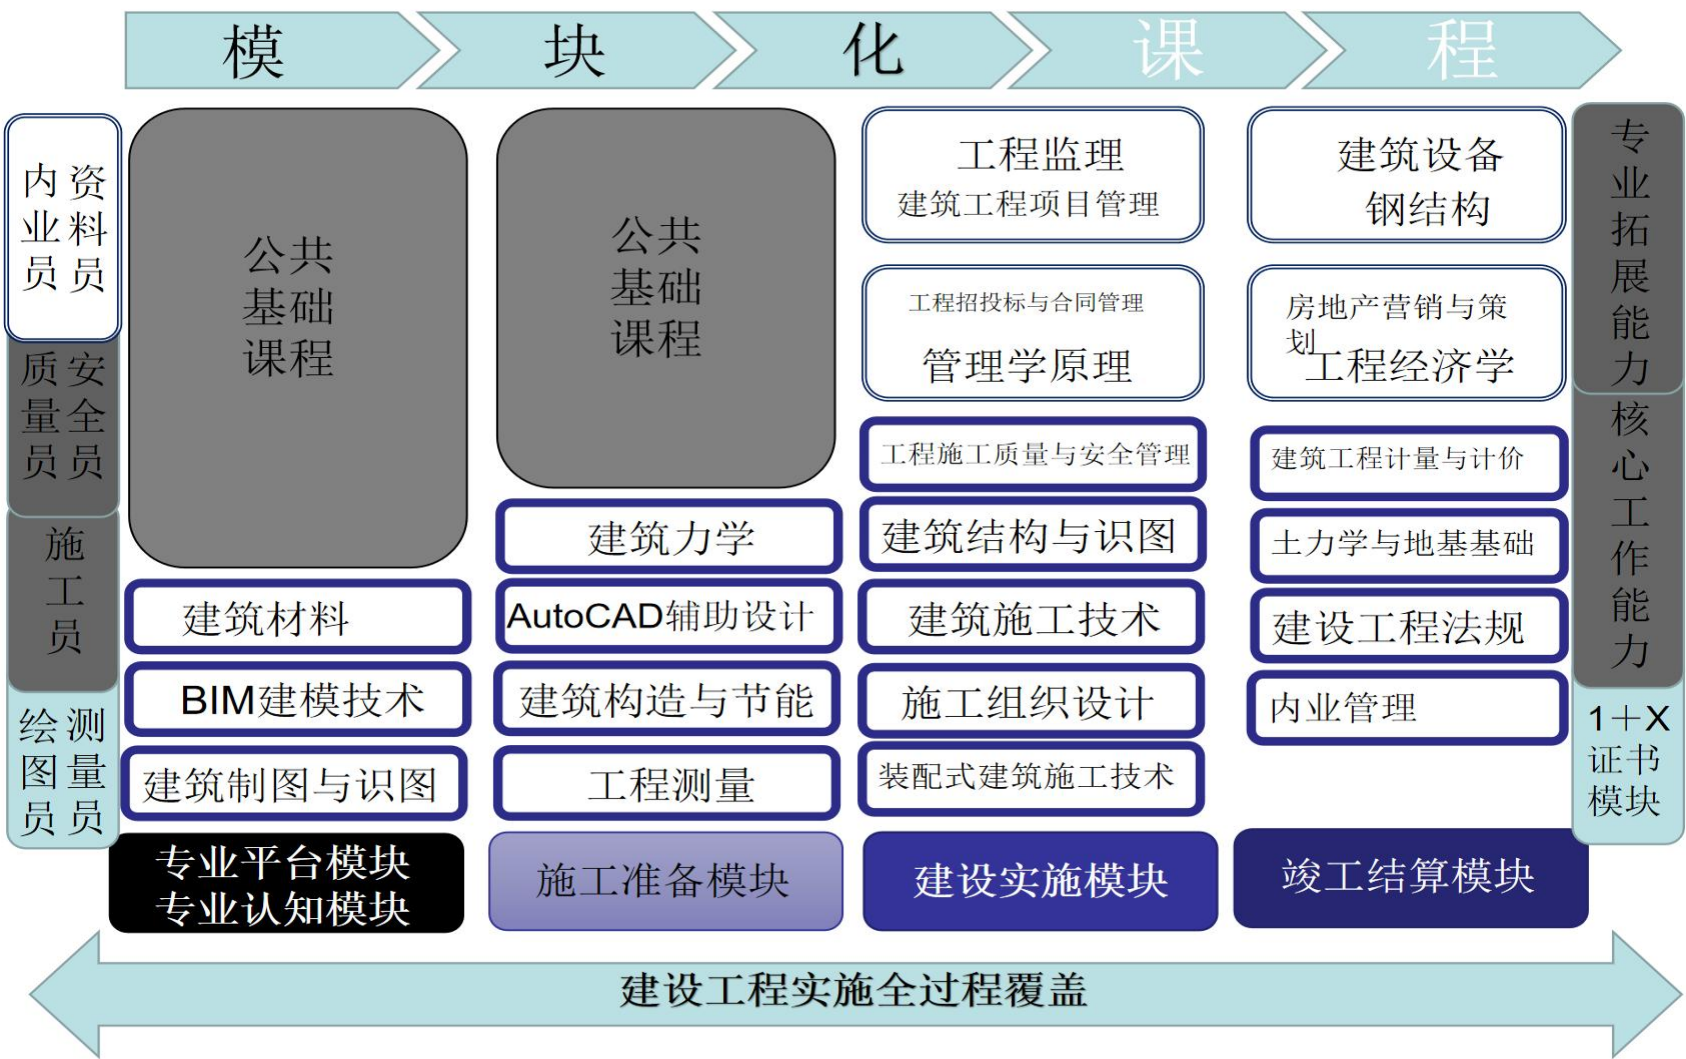 模块化课程
资料员
内业员
安全员
质量员
施工员
测量员
绘图员
公共
基础
课程
建筑材料
BIM建模技术
建筑制图与识图
专业平台模块
专业认知模块
公共
基础
课程
建筑力学
AutoCAD辅助设计
建筑构造与节能
工程测量
施工准备模块
工程监理
建筑工程项目管理
工程招投标与合同管理
管理学原理
工程施工质量与安全管理
建筑结构与识图
建筑施工技术
施工组织设计
装配式建筑施工技术
建设实施模块
建筑设备
钢结构
房地产营销与策
划
工程经济学
建筑工程计量与计价
土力学与地基基础
建设工程法规
内业管理
竣工结算模块
专业拓展能力
核心工作能力
1＋X
证书
模块
建设工程实施全过程覆盖